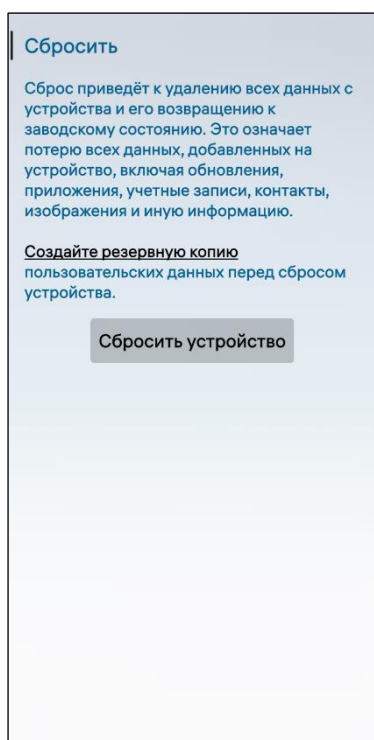 Сбросить
Сброс приведёт к удалению всех данных с
устройства и его возвращению к
заводскому состоянию. Это означает
потерю всех данных, добавленных на
устройство, включая обновления,
приложения, учетные записи, контакты,
изображения и иную информацию.
Создайте резервную копию
пользовательских данных перед сбросом
устройства.
Сбросить устройство